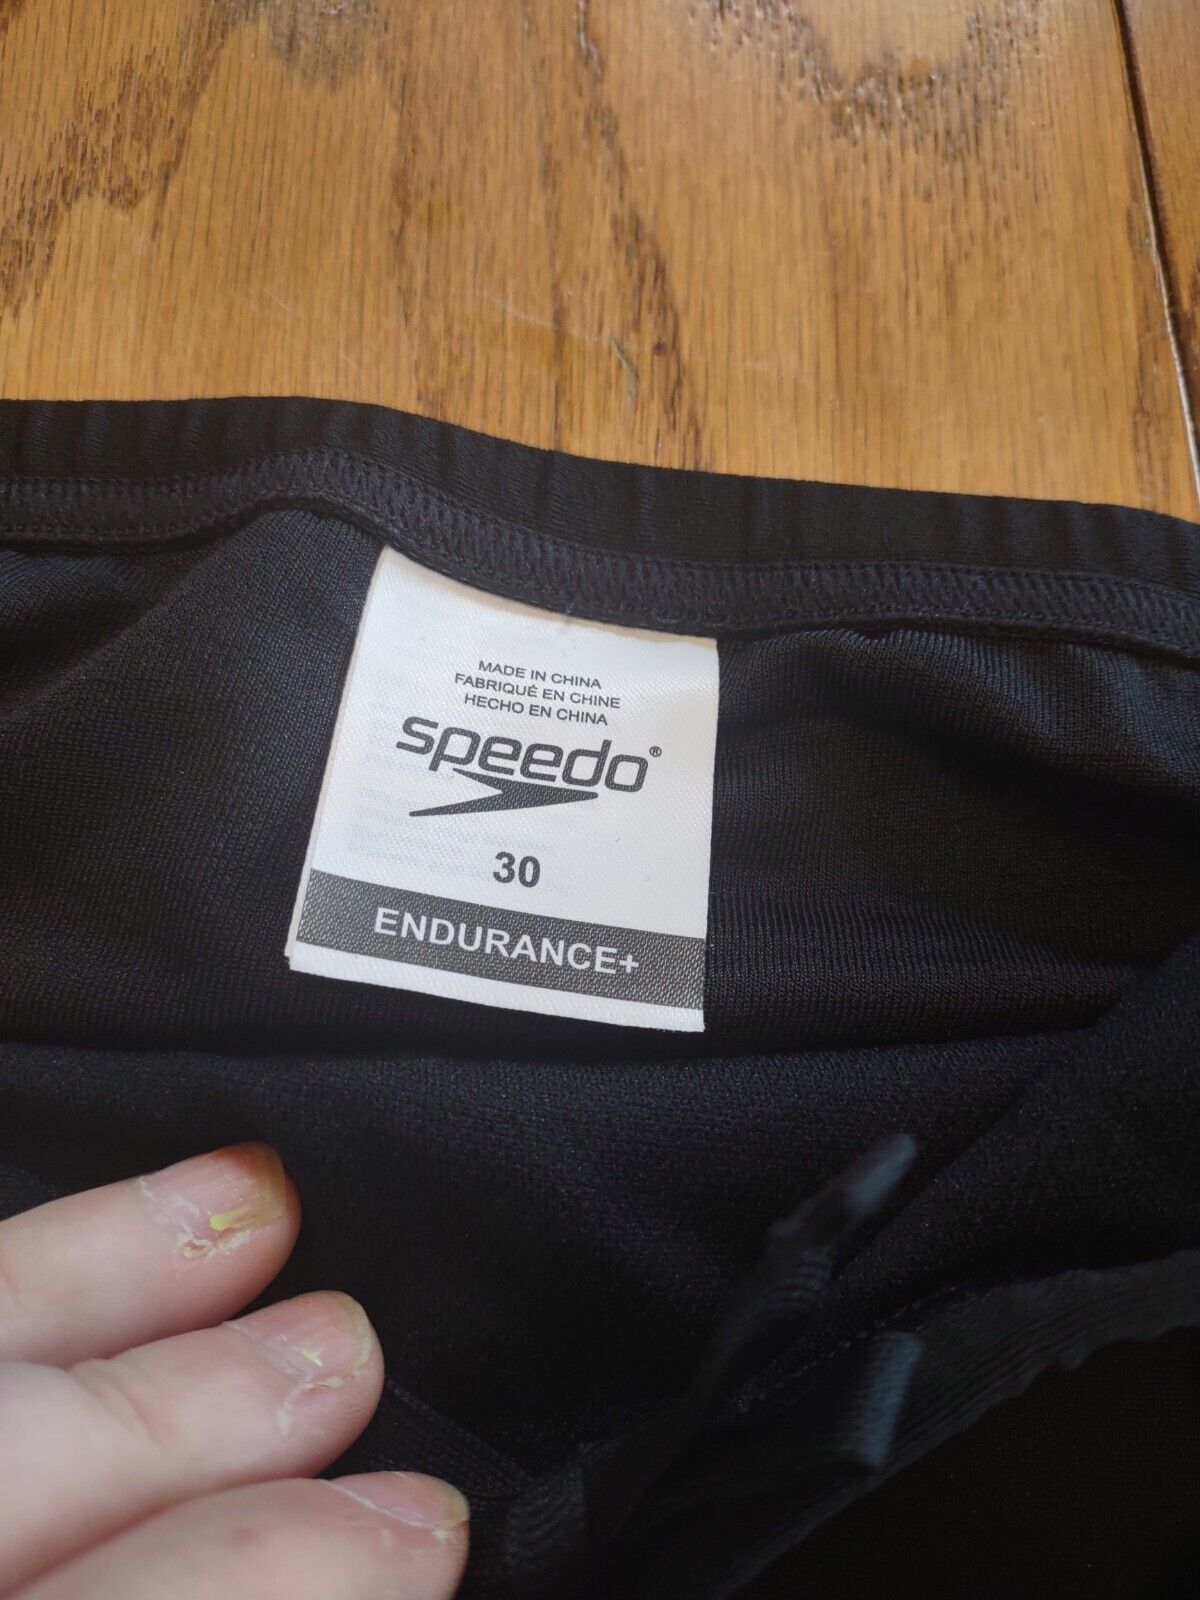 MADE IN CHINA
FABRIQUÉ EN CHINE
HECHO EN CHINA
speedo®
30
ENDURANCE+